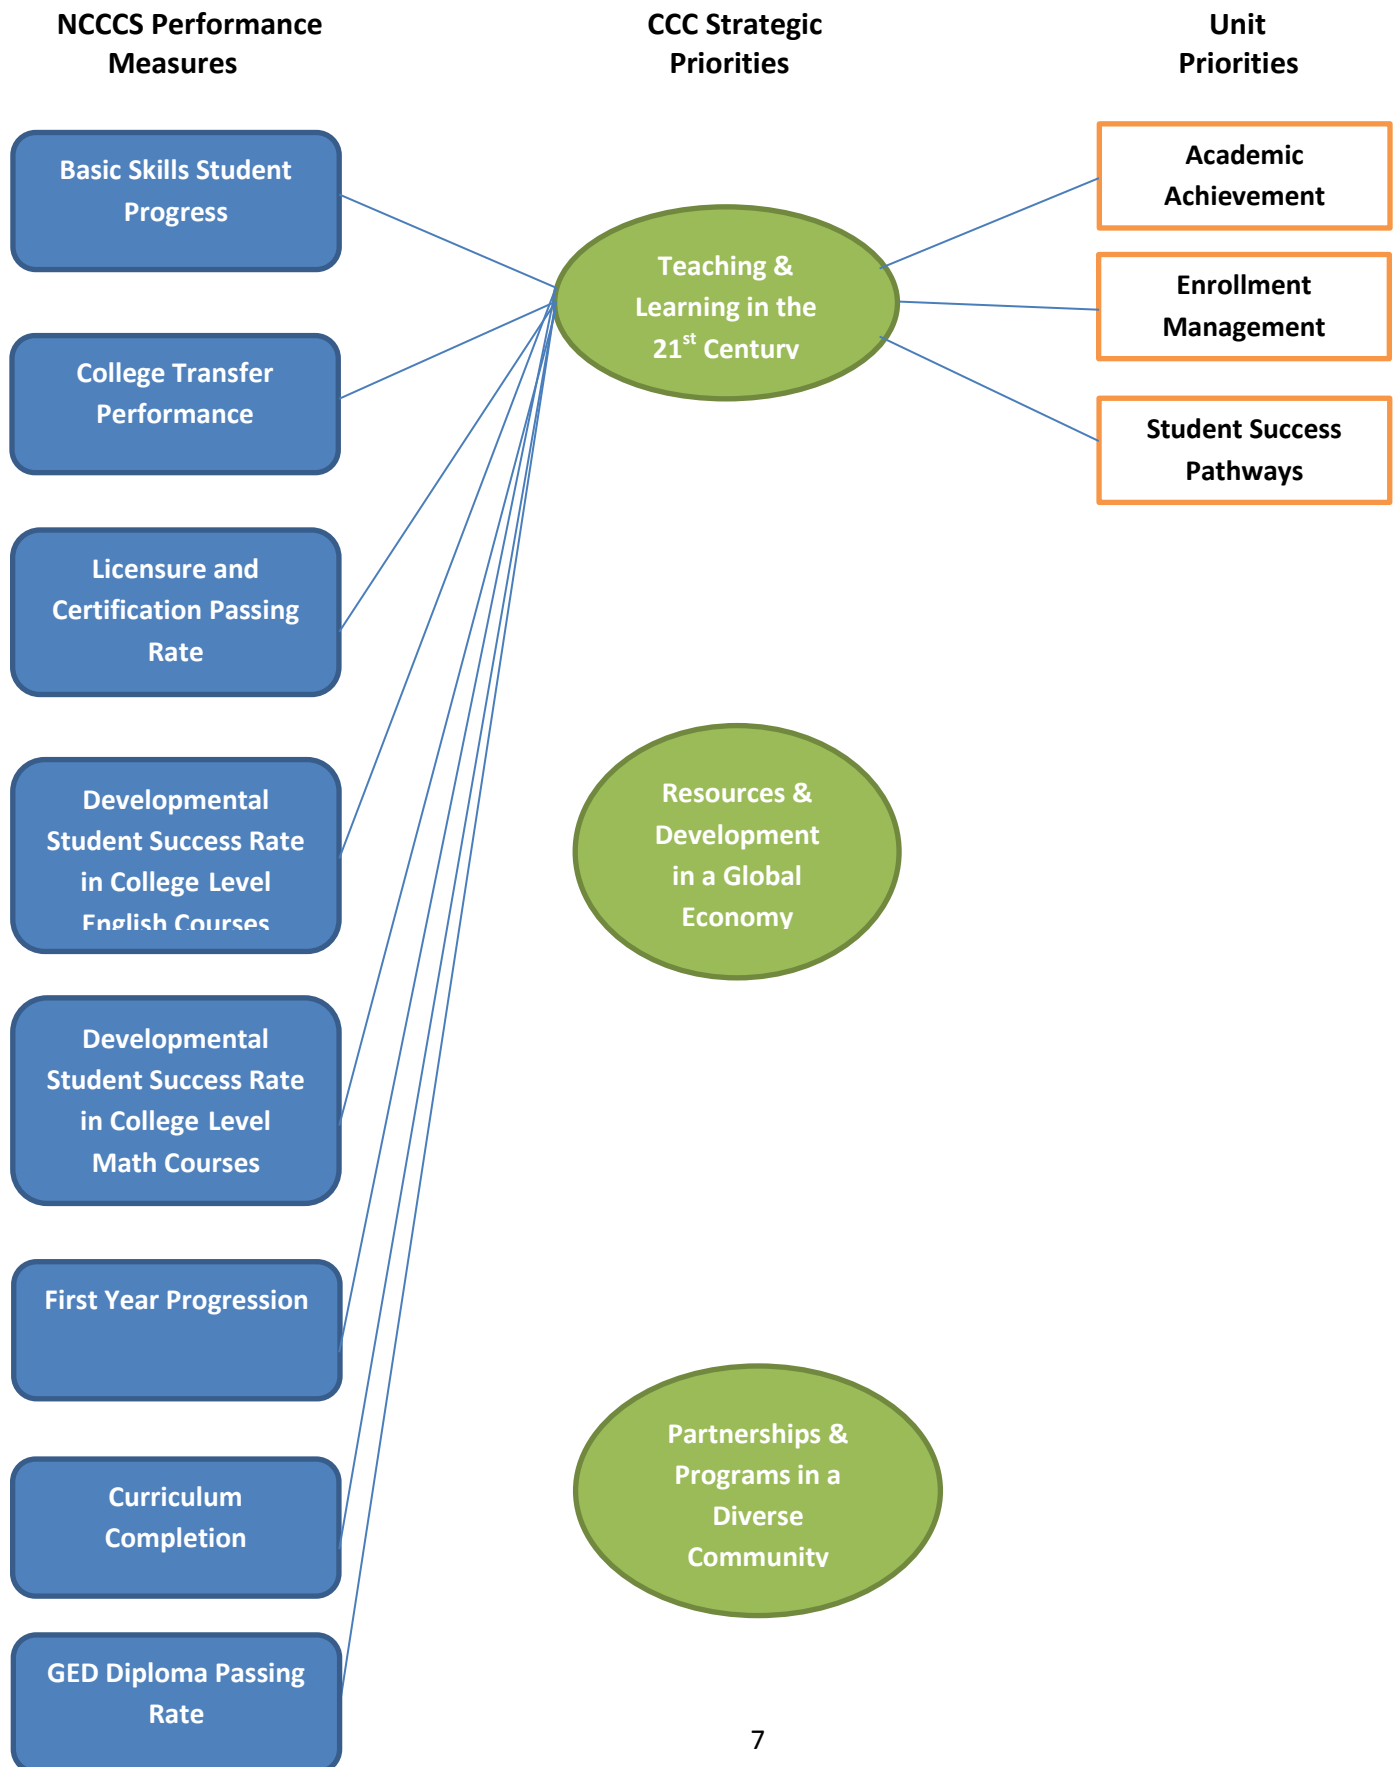 NCCCS Performance
Measures
CCC Strategic
Priorities
Unit
Priorities
Basic Skills Student
Progress
College Transfer
Performance
Licensure and
Certification Passing
Rate
Developmental
Student Success Rate
in College Level
English Courses
Developmental
Student Success Rate
in College Level
Math Courses
First Year Progression
Curriculum
Completion
GED Diploma Passing
Rate
Teaching &
Learning in the
21st Century
Resources &
Development
in a Global
Economy
Partnerships &
Programs in a
Diverse
Community
Academic
Achievement
Enrollment
Management
Student Success
Pathways
7